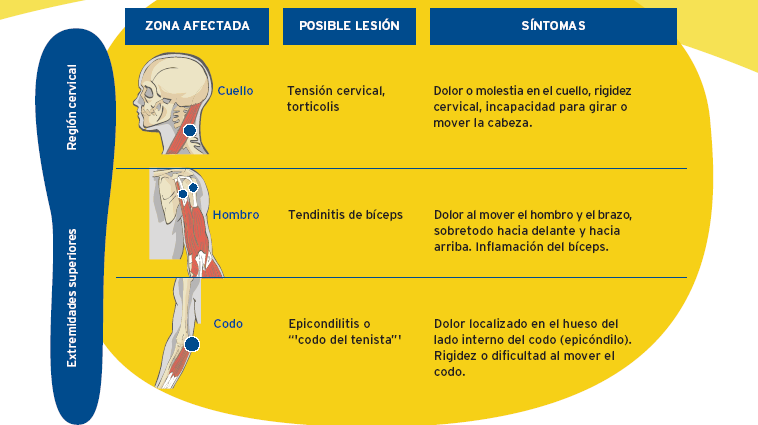 ZONA AFECTADA
POSIBLE LESIÓN
SÍNTOMAS
Región cervical
Cuello
Tensión cervical,
torticolis
Dolor o molestia en el cuello, rigidez
cervical, incapacidad para girar o
mover la cabeza.
Extremidades superiores
Hombro
Tendinitis de bíceps
Dolor al mover el hombro y el brazo,
sobretodo hacia delante y hacia
arriba. Inflamación del bíceps.
Codo
Epicondilitis o
“'codo del tenista”'
Dolor localizado en el hueso del
lado interno del codo (epicóndilo).
Rigidez o dificultad al mover el
codo.